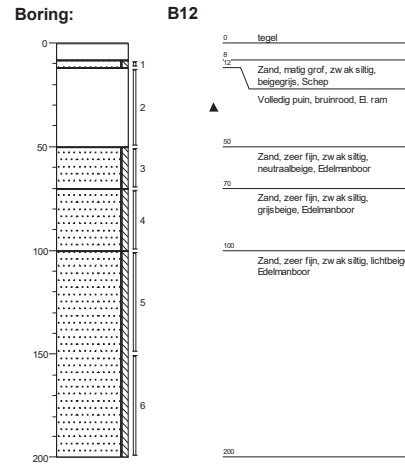 Boring: B12
0
0 tegel
8
1
12
Zand, matig grof, zwak siltig,
beigegrijs, Schep
Volledig puin, bruinrood, El. ram
2
50
50
Zand, zeer fijn, zwak siltig,
neutraalbeige, Edelmanboor
3
70
Zand, zeer fijn, zwak siltig,
grijsbeige, Edelmanboor
4
100
100
Zand, zeer fijn, zwak siltig, lichtbeige
Edelmanboor
5
150
6
200
200